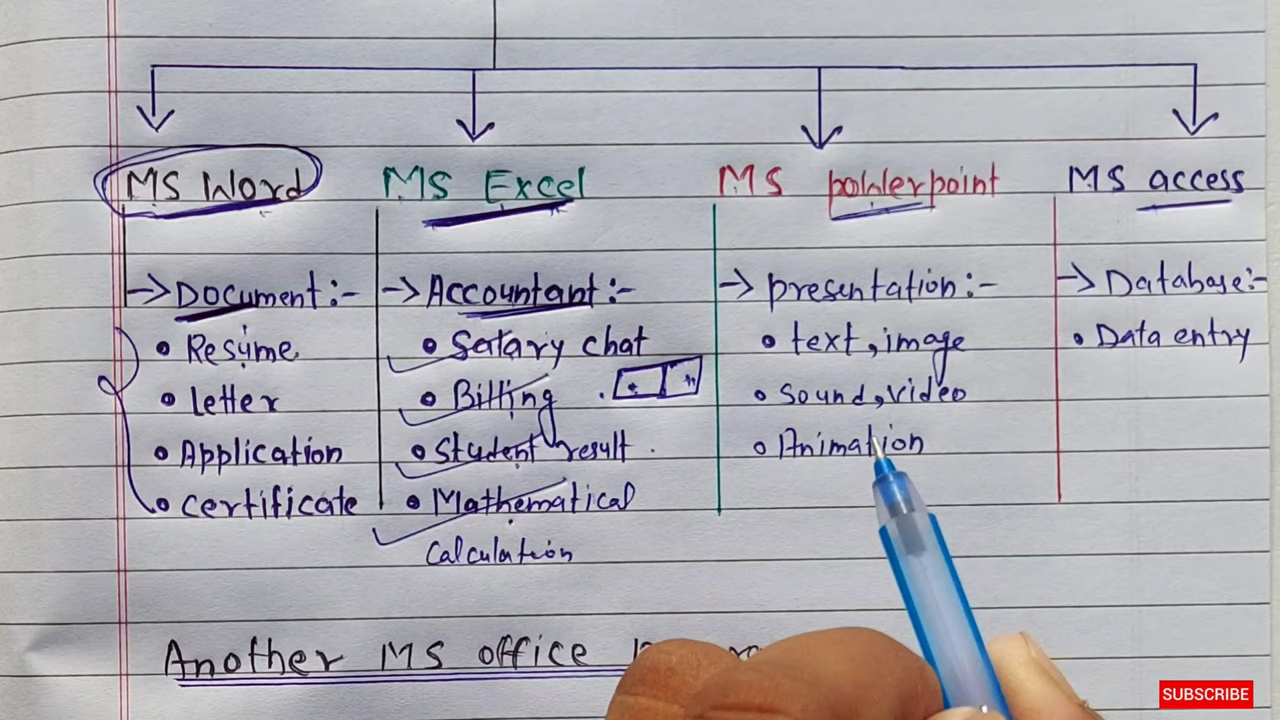 MS Word
→ Document:-
• Resume
• Letter
• Application
• certificate
MS Excel
→ Accountant:-
• Salary chat
• Billing
• Student result
• Mathematical
Calculation
MS powerpoint
→ presentation:-
• text, image
• Sound, video
• Animation
MS access
→ Database:-
• Data entry
Another MS office
SUBSCRIBE